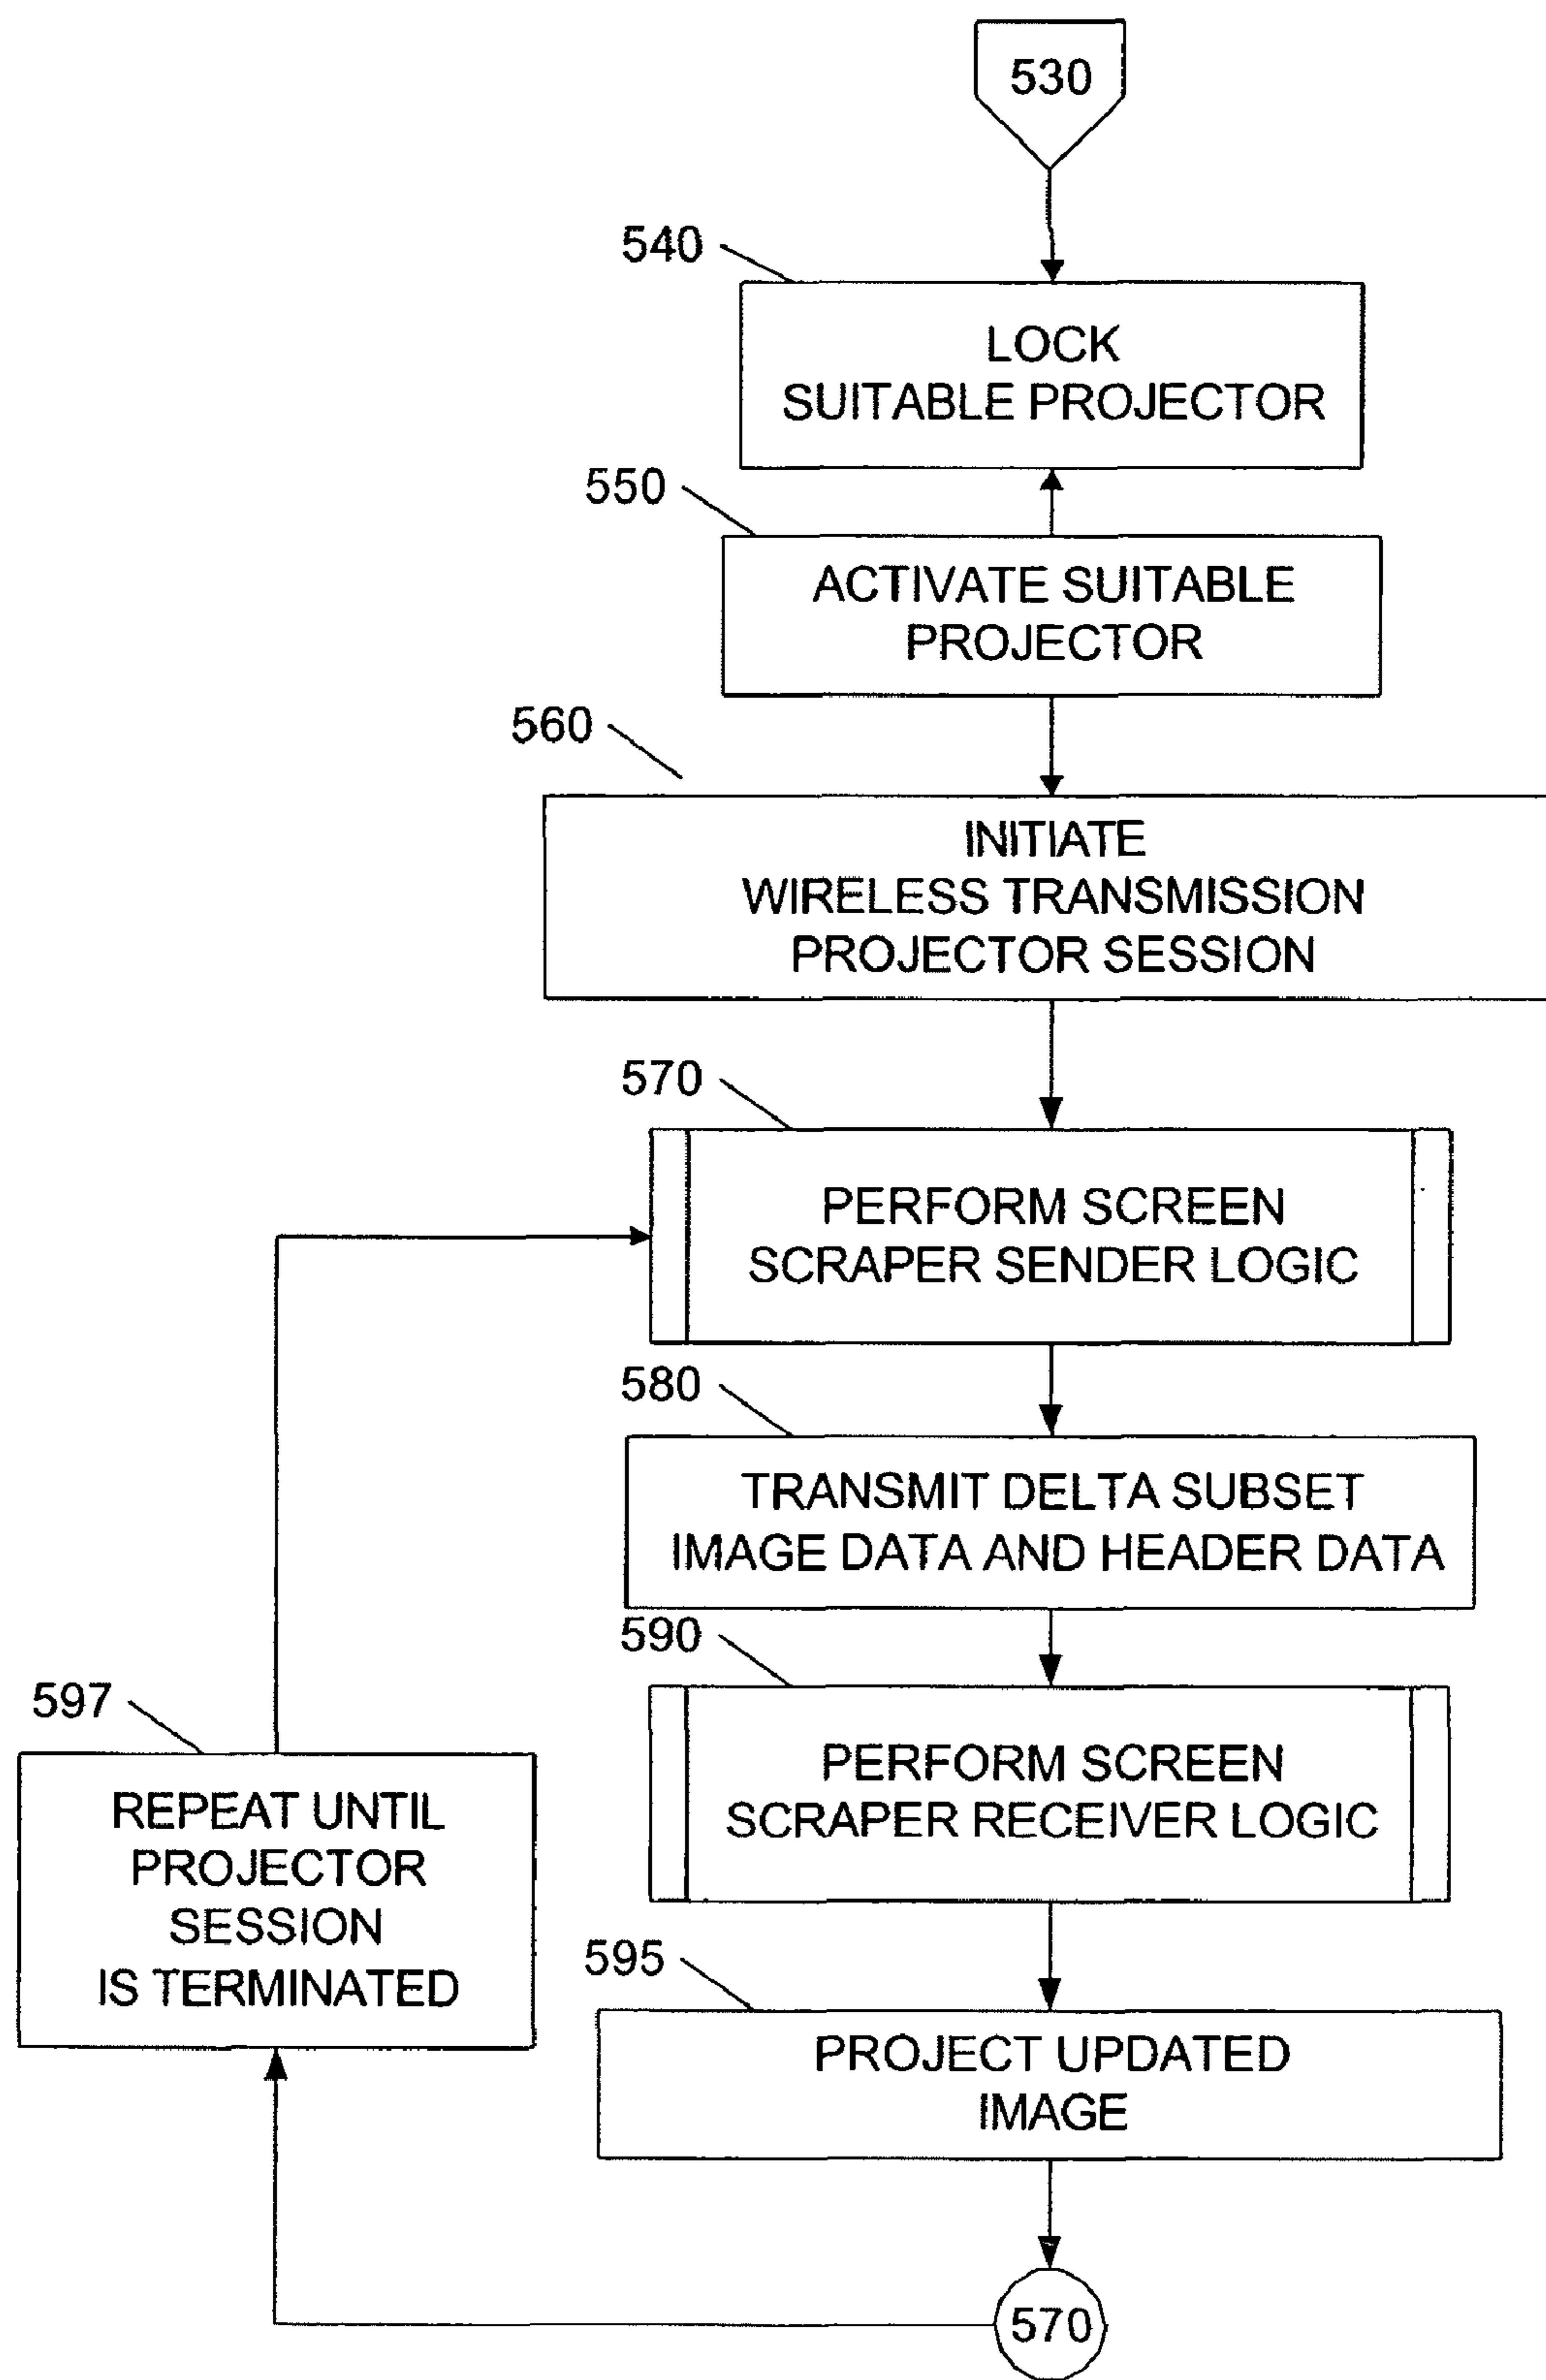 530
540
LOCK
SUITABLE PROJECTOR
550
ACTIVATE SUITABLE
PROJECTOR
560
INITIATE
WIRELESS TRANSMISSION
PROJECTOR SESSION
570
PERFORM SCREEN
SCRAPER SENDER LOGIC
580
TRANSMIT DELTA SUBSET
IMAGE DATA AND HEADER DATA
590
PERFORM SCREEN
SCRAPER RECEIVER LOGIC
597
REPEAT UNTIL
PROJECTOR
SESSION
IS TERMINATED
595
PROJECT UPDATED
IMAGE
570